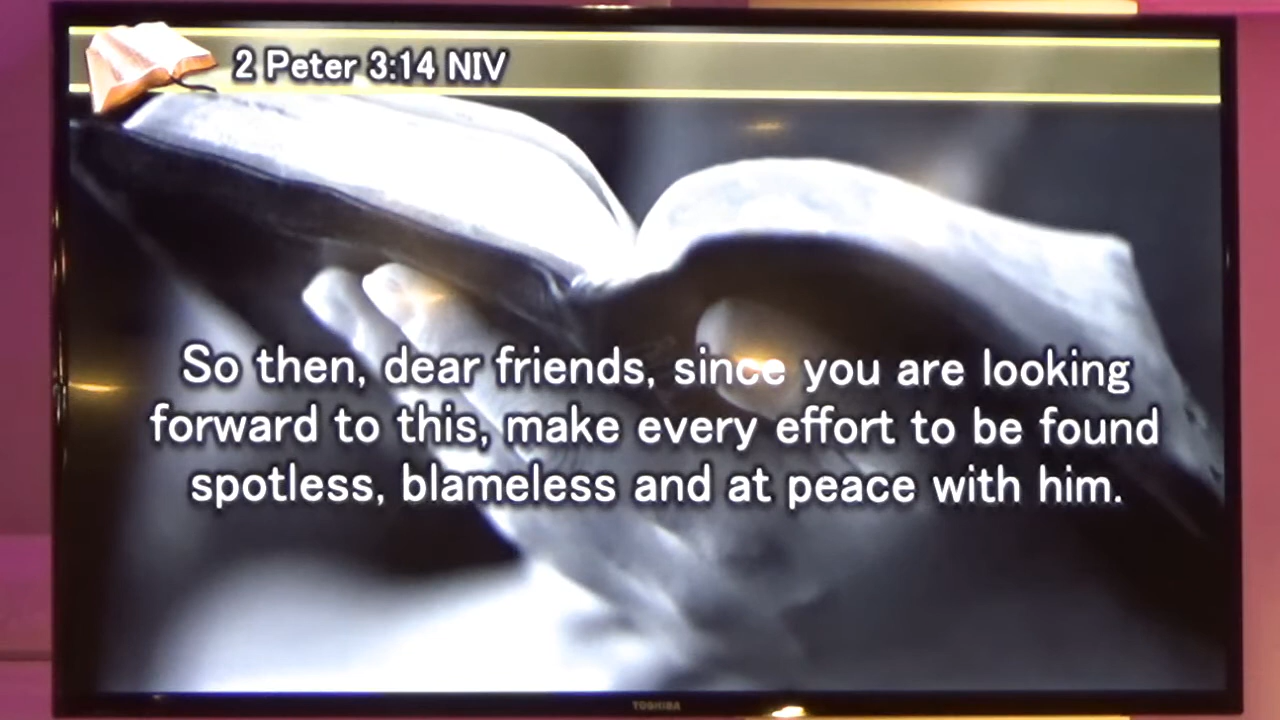 2 Peter 3:14 NIV
So then, dear friends, since you are looking
forward to this, make every effort to be found
spotless, blameless and at peace with him.
TOSHIBA